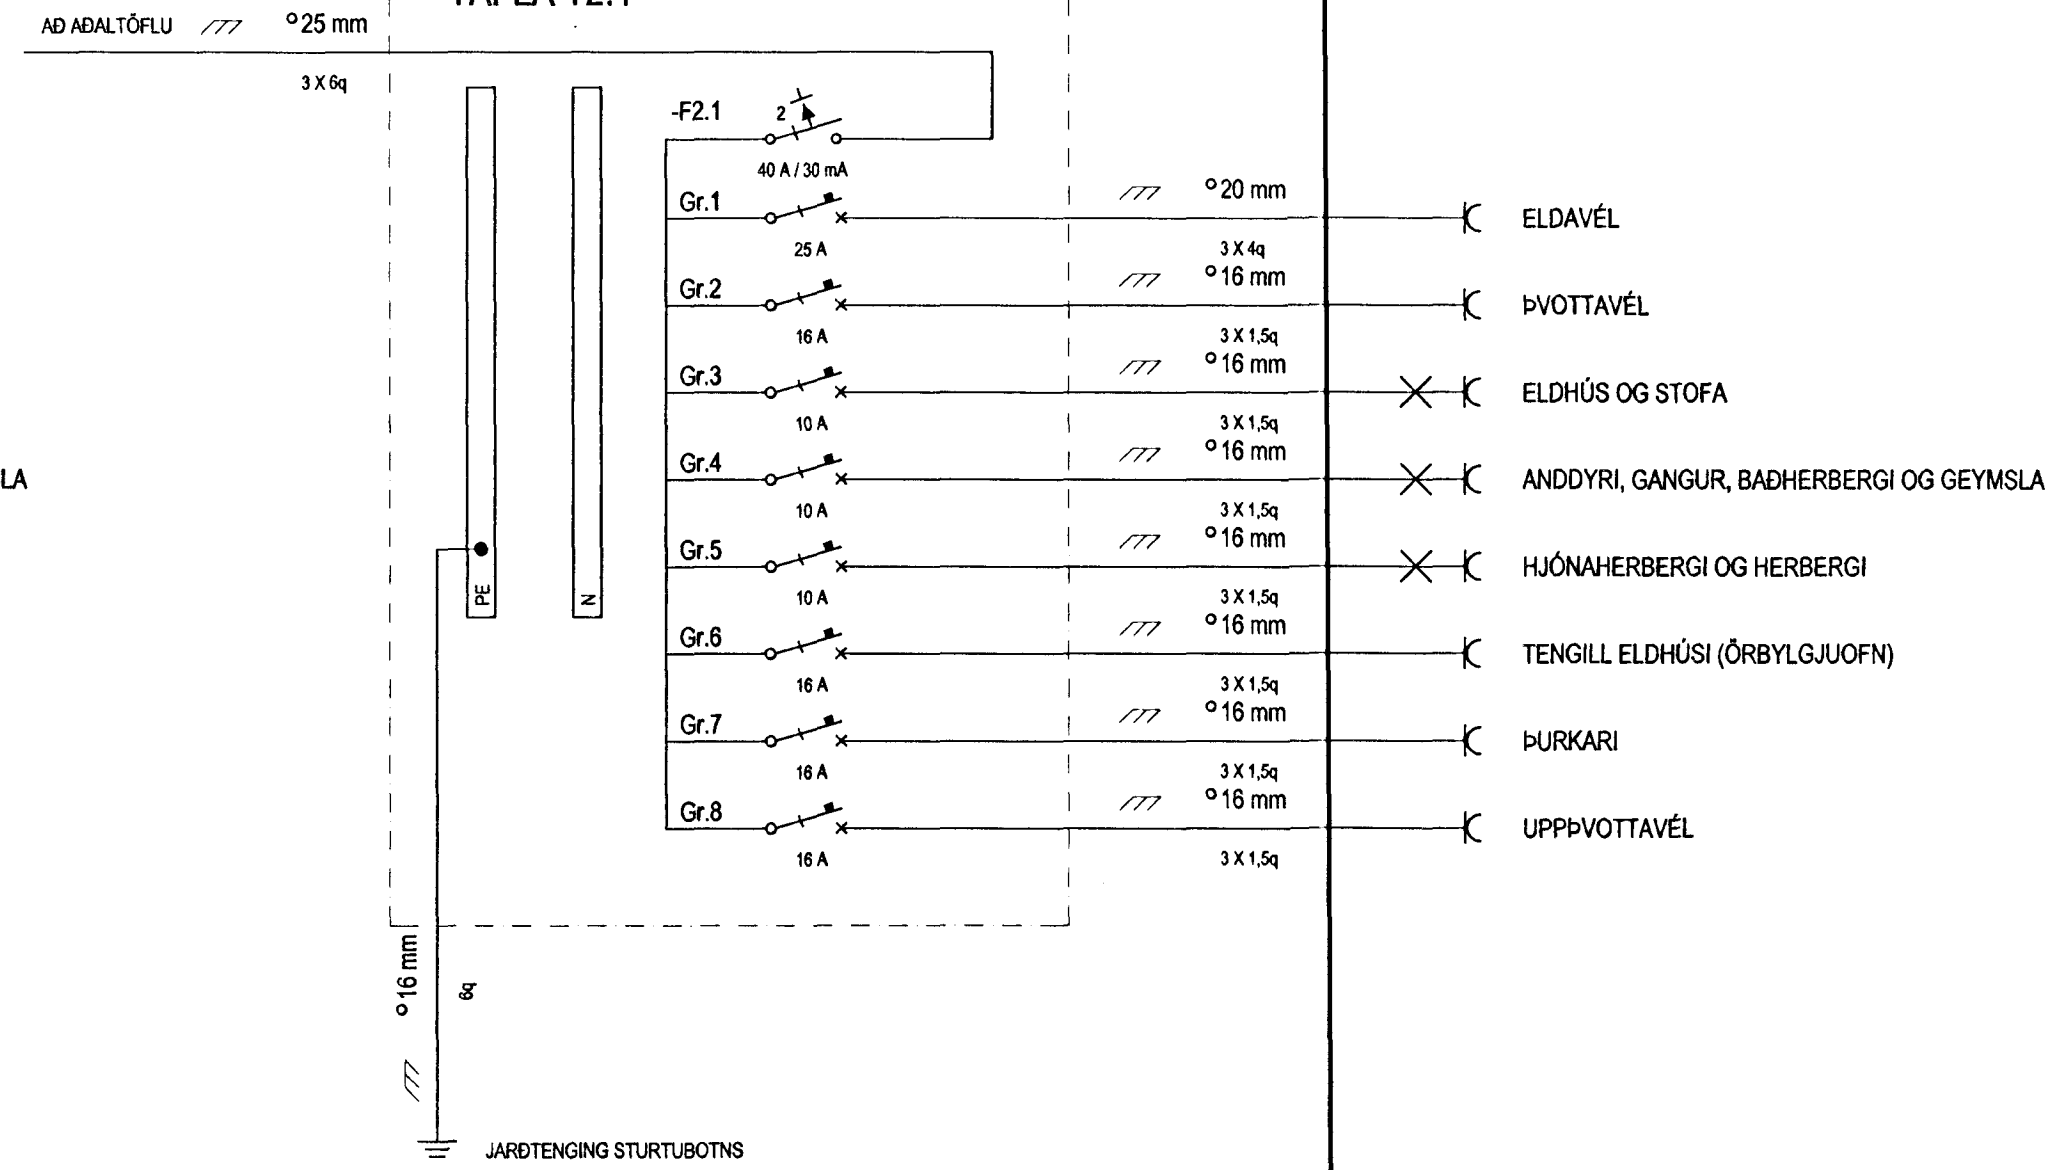 TAFLA T2.1
AÐ AÐALTÖFLU °25 mm
3 X 6q
-F2.1 2
40 A / 30 mA
Gr.1 °20 mm ELDAVÉL
25 A 3 X 4q
Gr.2 °16 mm ÞVOTTAVÉL
16 A 3 X 1,5q
Gr.3 °16 mm ELDHÚS OG STOFA
10 A 3 X 1,5q
LA
Gr.4 °16 mm ANDDYRI, GANGUR, BAÐHERBERGI OG GEYMSLA
10 A 3 X 1,5q
Gr.5 °16 mm HJÓNAHERBERGI OG HERBERGI
10 A 3 X 1,5q
PE N
Gr.6 °16 mm TENGILL ELDHÚSI (ÖRBYLGJUOFN)
16 A 3 X 1,5q
Gr.7 °16 mm ÞURKARI
16 A 3 X 1,5q
Gr.8 °16 mm UPPÞVOTTAVÉL
16 A 3 X 1,5q
°16 mm
6q
JARÐTENGING STURTUBOTNS